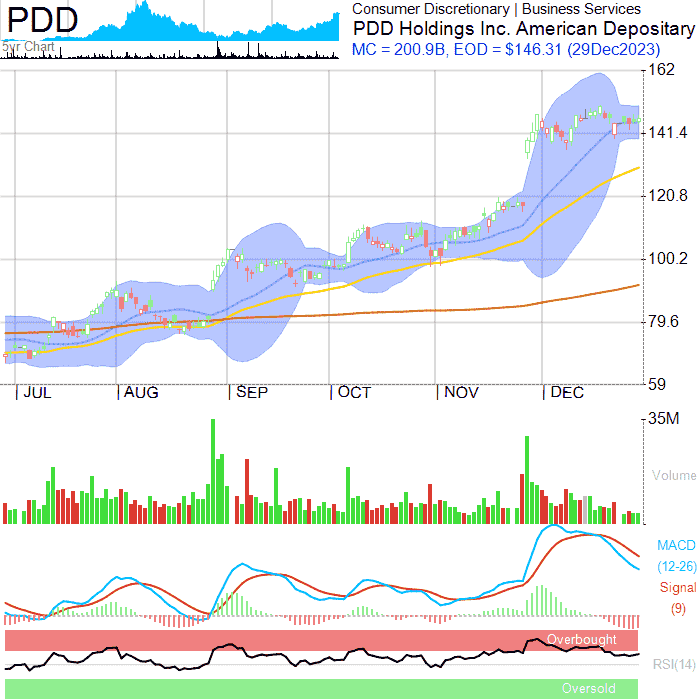 PDD
5yr Chart
Consumer Discretionary | Business Services
PDD Holdings Inc. American Depositary
MC = 200.9B, EOD = $146.31 (29Dec2023)
162
141.4
120.8
100.2
79.6
59
JUL AUG SEP OCT NOV DEC
35M
Volume
MACD
(12-26)
Signal
(9)
Overbought
RSI(14)
Oversold